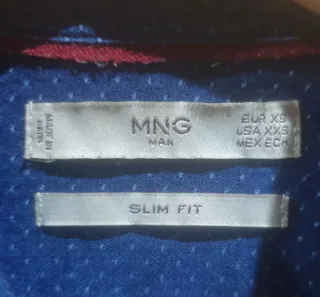 MADE IN
MNG
MAN
EUR XS
USA XXS
MEX ECH
SLIM FIT